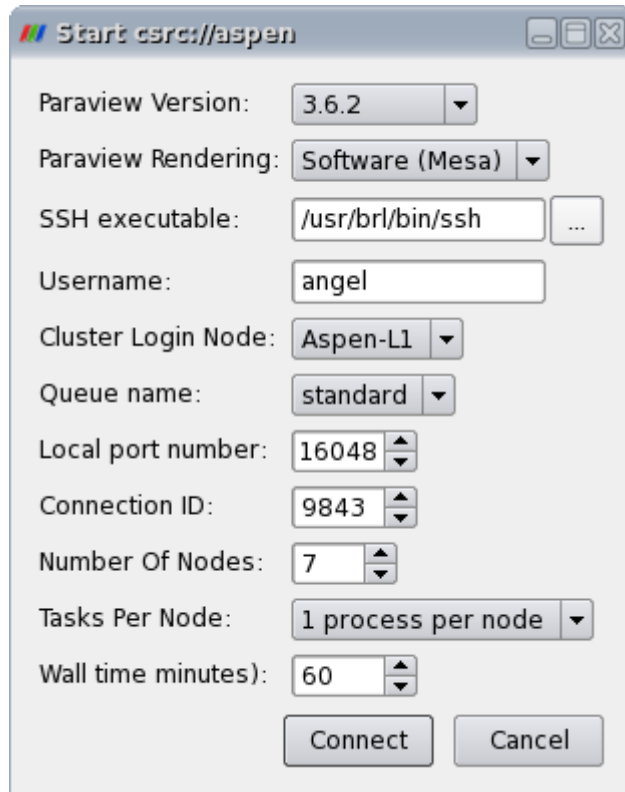 Start csrc://aspen
Paraview Version: 3.6.2
Paraview Rendering: Software (Mesa)
SSH executable: /usr/brl/bin/ssh ...
Username: angel
Cluster Login Node: Aspen-L1
Queue name: standard
Local port number: 16048
Connection ID: 9843
Number Of Nodes: 7
Tasks Per Node: 1 process per node
Wall time minutes): 60
Connect Cancel